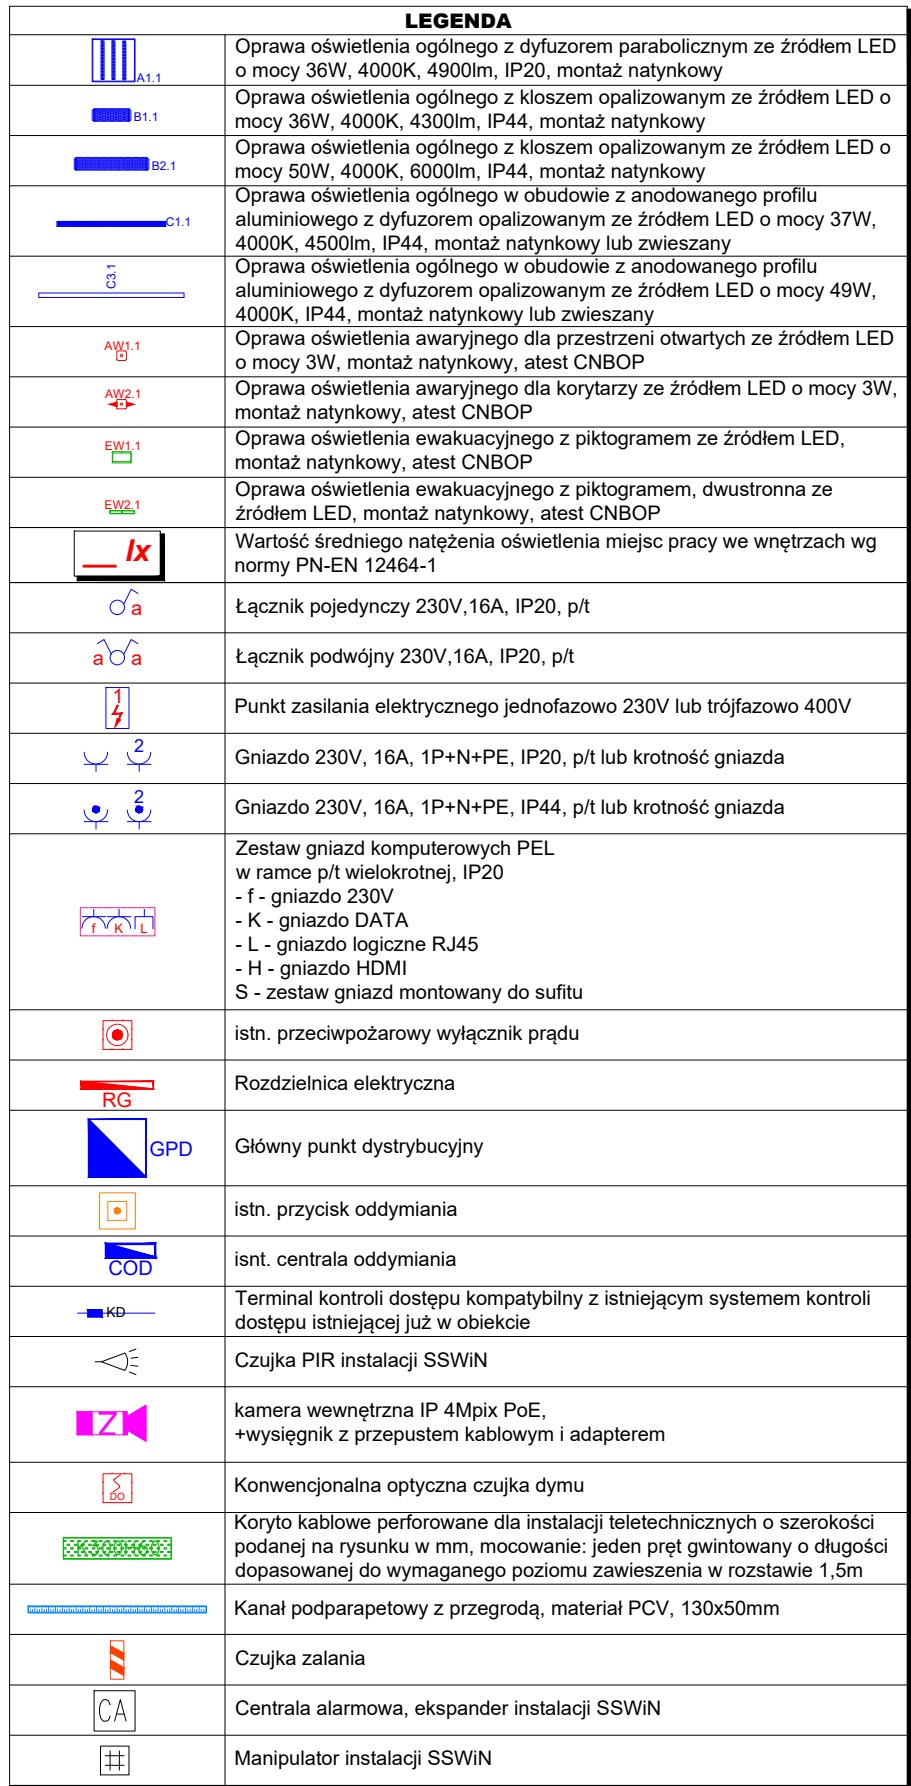 LEGENDA
A1.1
Oprawa oświetlenia ogólnego z dyfuzorem parabolicznym ze źródłem LED
o mocy 36W, 4000K, 4900lm, IP20, montaż natynkowy
B1.1
Oprawa oświetlenia ogólnego z kloszem opalizowanym ze źródłem LED o
mocy 36W, 4000K, 4300lm, IP44, montaż natynkowy
B2.1
Oprawa oświetlenia ogólnego z kloszem opalizowanym ze źródłem LED o
mocy 50W, 4000K, 6000lm, IP44, montaż natynkowy
C1.1
Oprawa oświetlenia ogólnego w obudowie z anodowanego profilu
aluminiowego z dyfuzorem opalizowanym ze źródłem LED o mocy 37W,
4000K, 4500lm, IP44, montaż natynkowy lub zwieszany
C3.1
Oprawa oświetlenia ogólnego w obudowie z anodowanego profilu
aluminiowego z dyfuzorem opalizowanym ze źródłem LED o mocy 49W,
4000K, IP44, montaż natynkowy lub zwieszany
AW1.1
Oprawa oświetlenia awaryjnego dla przestrzeni otwartych ze źródłem LED
o mocy 3W, montaż natynkowy, atest CNBOP
AW2.1
Oprawa oświetlenia awaryjnego dla korytarzy ze źródłem LED o mocy 3W,
montaż natynkowy, atest CNBOP
EW1.1
Oprawa oświetlenia ewakuacyjnego z piktogramem ze źródłem LED,
montaż natynkowy, atest CNBOP
EW2.1
Oprawa oświetlenia ewakuacyjnego z piktogramem, dwustronna ze
źródłem LED, montaż natynkowy, atest CNBOP
__ lx
Wartość średniego natężenia oświetlenia miejsc pracy we wnętrzach wg
normy PN-EN 12464-1
a
Łącznik pojedynczy 230V,16A, IP20, p/t
a a
Łącznik podwójny 230V,16A, IP20, p/t
1
Punkt zasilania elektrycznego jednofazowo 230V lub trójfazowo 400V
2
Gniazdo 230V, 16A, 1P+N+PE, IP20, p/t lub krotność gniazda
2
Gniazdo 230V, 16A, 1P+N+PE, IP44, p/t lub krotność gniazda
f K L
Zestaw gniazd komputerowych PEL
w ramce p/t wielokrotnej, IP20
- f - gniazdo 230V
- K - gniazdo DATA
- L - gniazdo logiczne RJ45
- H - gniazdo HDMI
S - zestaw gniazd montowany do sufitu
istn. przeciwpożarowy wyłącznik prądu
RG
Rozdzielnica elektryczna
GPD
Główny punkt dystrybucyjny
istn. przycisk oddymiania
COD
isnt. centrala oddymiania
KD
Terminal kontroli dostępu kompatybilny z istniejącym systemem kontroli
dostępu istniejącej już w obiekcie
Czujka PIR instalacji SSWiN
Z
kamera wewnętrzna IP 4Mpix PoE,
+wysięgnik z przepustem kablowym i adapterem
DO
Konwencjonalna optyczna czujka dymu
K300H60
Koryto kablowe perforowane dla instalacji teletechnicznych o szerokości
podanej na rysunku w mm, mocowanie: jeden pręt gwintowany o długości
dopasowanej do wymaganego poziomu zawieszenia w rozstawie 1,5m
Kanał podparapetowy z przegrodą, materiał PCV, 130x50mm
Czujka zalania
CA
Centrala alarmowa, ekspander instalacji SSWiN
Manipulator instalacji SSWiN